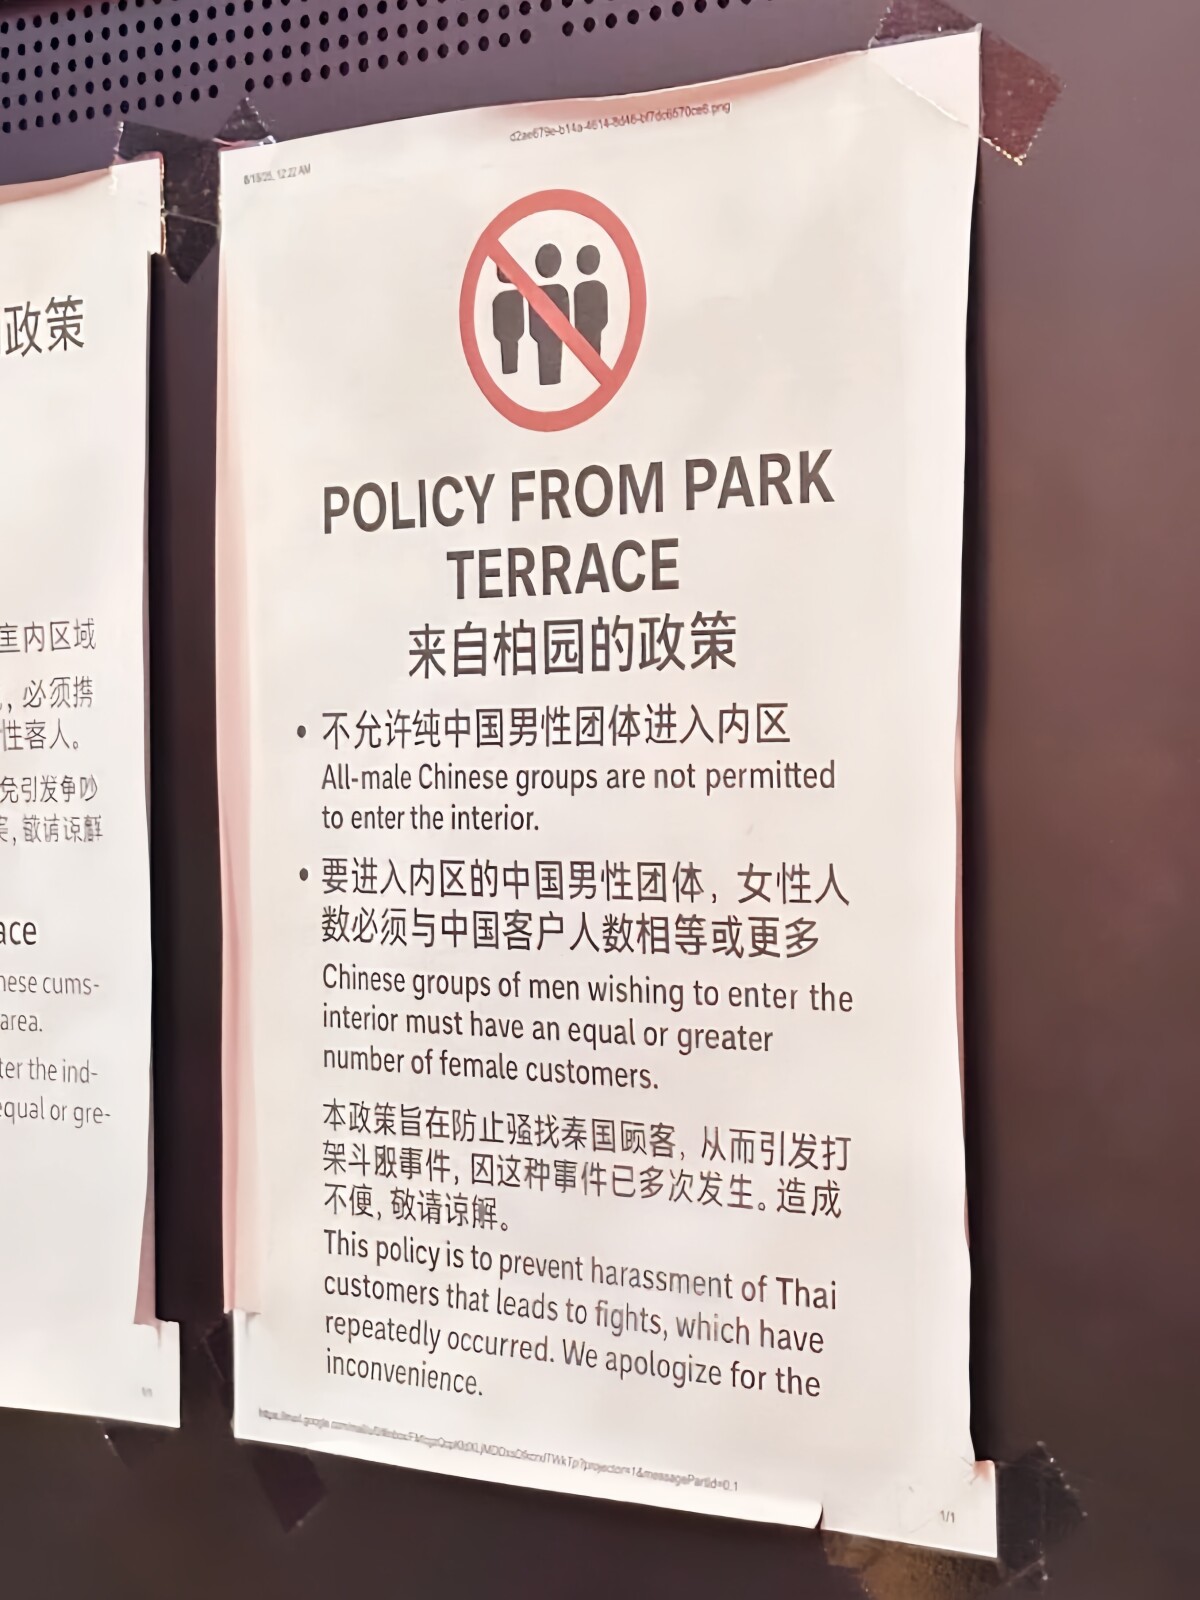 的政策
室内区域
，必须携
性客人。
免引发争吵
，敬请谅解
ace
nese cums-
area.
ter the ind-
equal or gre-
12:22 AM
POLICY FROM PARK
TERRACE
来自柏园的政策
• 不允许纯中国男性团体进入内区
All-male Chinese groups are not permitted
to enter the interior.
• 要进入内区的中国男性团体，女性人
数必须与中国客户人数相等或更多
Chinese groups of men wishing to enter the
interior must have an equal or greater
number of female customers.
本政策旨在防止骚扰泰国顾客，从而引发打
架斗殴事件，因这种事件已多次发生。造成
不便，敬请谅解。
This policy is to prevent harassment of Thai
customers that leads to fights, which have
repeatedly occurred. We apologize for the
inconvenience.
1/1